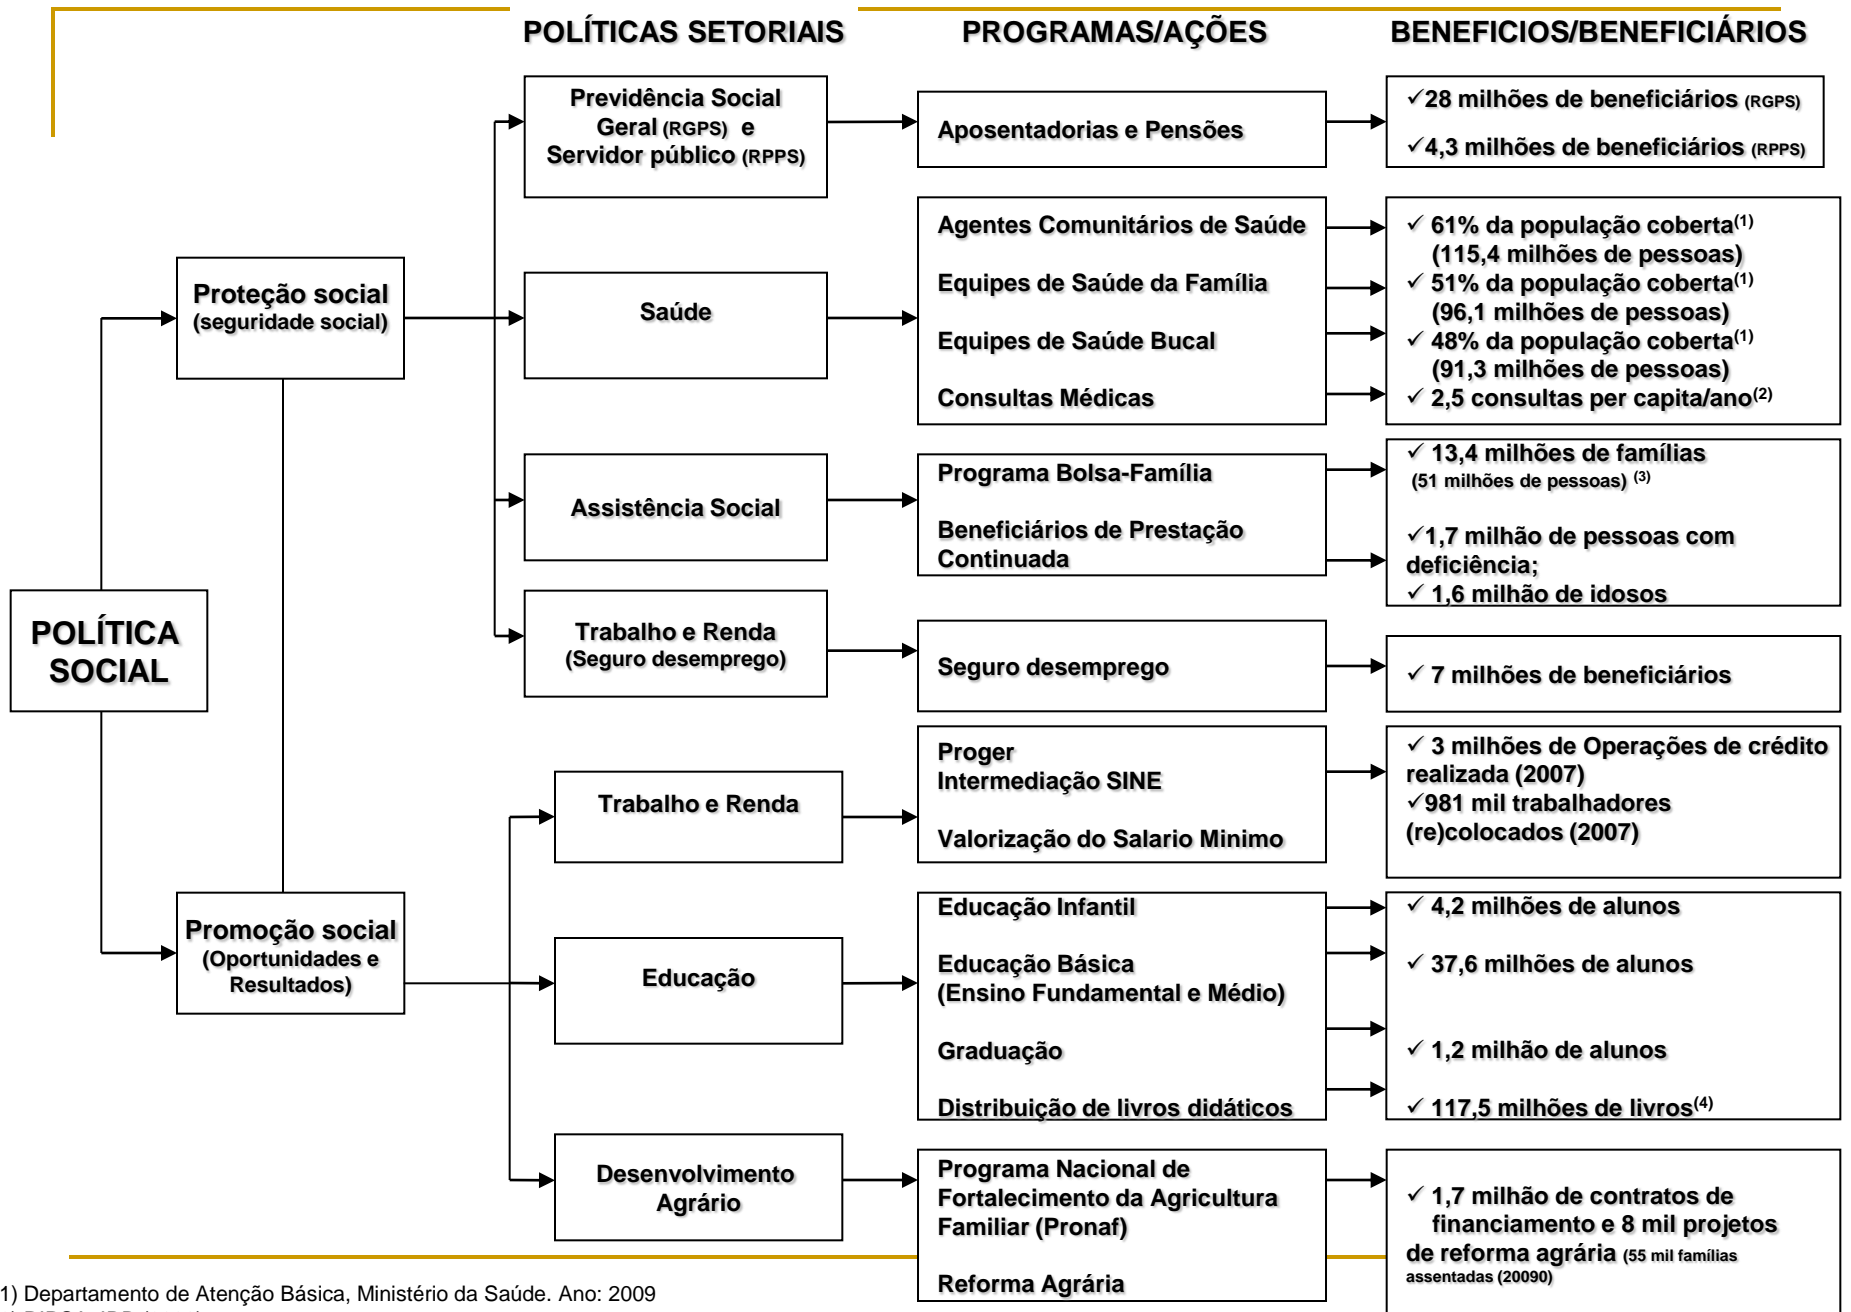 POLÍTICAS SETORIAIS
PROGRAMAS/AÇÕES
BENEFICIOS/BENEFICIÁRIOS
POLÍTICA
SOCIAL
Proteção social
(seguridade social)
Previdência Social
Geral (RGPS) e
Servidor público (RPPS)
Aposentadorias e Pensões
✓28 milhões de beneficiários (RGPS)
✓4,3 milhões de beneficiários (RPPS)
Saúde
Agentes Comunitários de Saúde
Equipes de Saúde da Família
Equipes de Saúde Bucal
Consultas Médicas
✓ 61% da população coberta(1)
(115,4 milhões de pessoas)
✓ 51% da população coberta(1)
(96,1 milhões de pessoas)
✓ 48% da população coberta(1)
(91,3 milhões de pessoas)
✓ 2,5 consultas per capita/ano(2)
Assistência Social
Programa Bolsa-Família
Beneficiários de Prestação
Continuada
✓ 13,4 milhões de famílias
(51 milhões de pessoas) (3)
✓1,7 milhão de pessoas com
deficiência;
✓ 1,6 milhão de idosos
Trabalho e Renda
(Seguro desemprego)
Seguro desemprego
✓ 7 milhões de beneficiários
Promoção social
(Oportunidades e
Resultados)
Trabalho e Renda
Proger
Intermediação SINE
Valorização do Salario Minimo
✓ 3 milhões de Operações de crédito
realizada (2007)
✓981 mil trabalhadores
(re)colocados (2007)
Educação
Educação Infantil
Educação Básica
(Ensino Fundamental e Médio)
Graduação
Distribuição de livros didáticos
✓ 4,2 milhões de alunos
✓ 37,6 milhões de alunos
✓ 1,2 milhão de alunos
✓ 117,5 milhões de livros(4)
Desenvolvimento
Agrário
Programa Nacional de
Fortalecimento da Agricultura
Familiar (Pronaf)
Reforma Agrária
✓ 1,7 milhão de contratos de
financiamento e 8 mil projetos
de reforma agrária (55 mil famílias
assentadas (20090)
1) Departamento de Atenção Básica, Ministério da Saúde. Ano: 2009